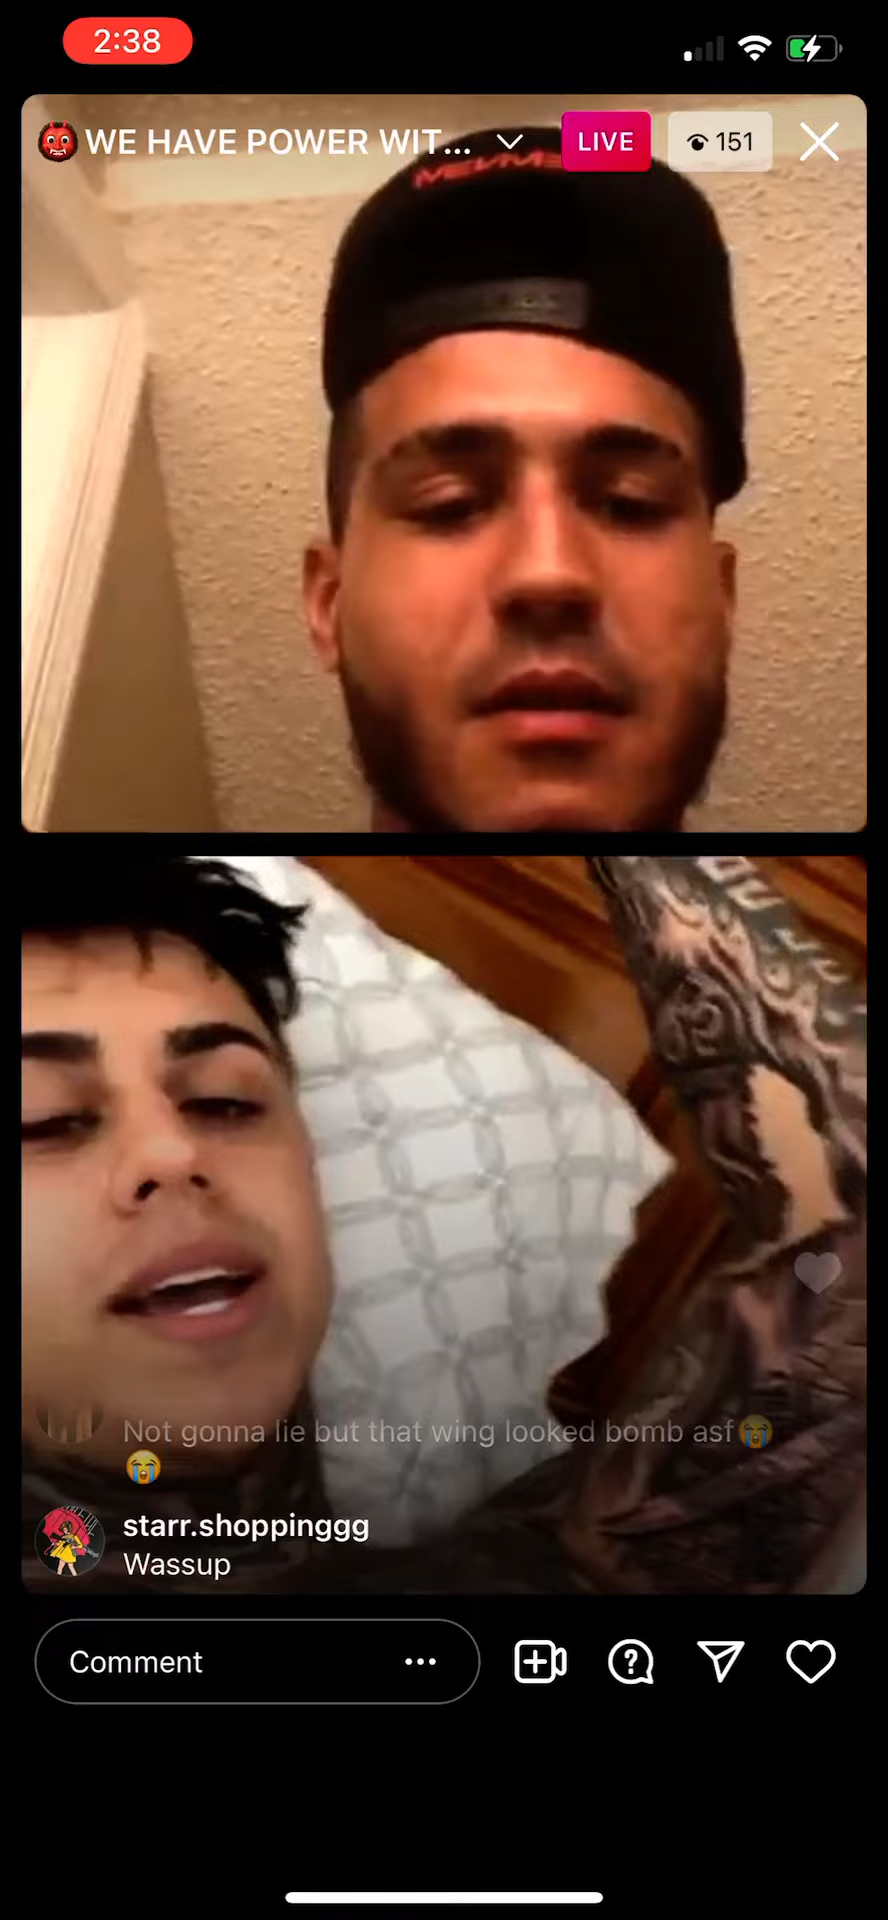 2:38
👹 WE HAVE POWER WIT...
LIVE
151
Not gonna lie but that wing looked bomb asf😭
😭
starr.shoppinggg
Wassup
Comment